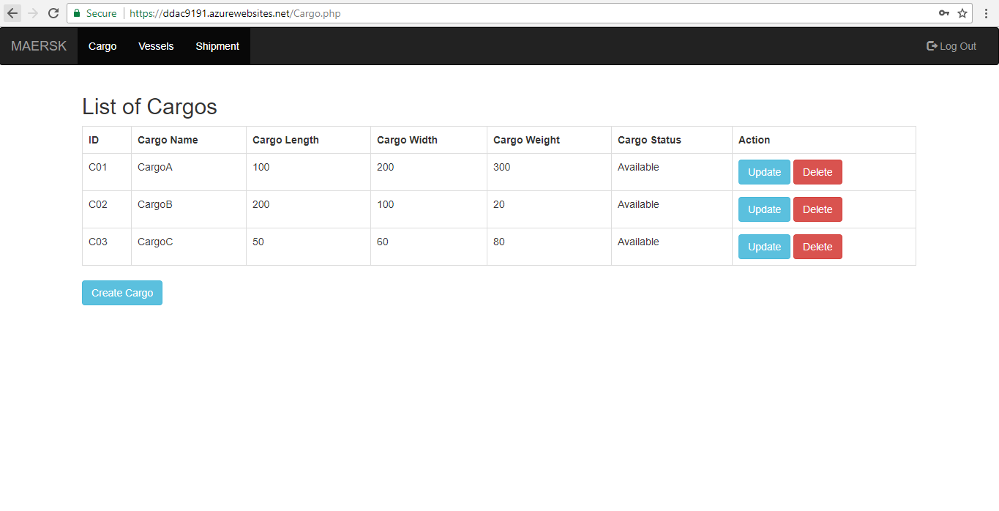 Secure https://ddac9191.azurewebsites.net/Cargo.php
MAERSK Cargo Vessels Shipment Log Out
List of Cargos
ID Cargo Name Cargo Length Cargo Width Cargo Weight Cargo Status Action
C01 CargoA 100 200 300 Available Update Delete
C02 CargoB 200 100 20 Available Update Delete
C03 CargoC 50 60 80 Available Update Delete
Create Cargo